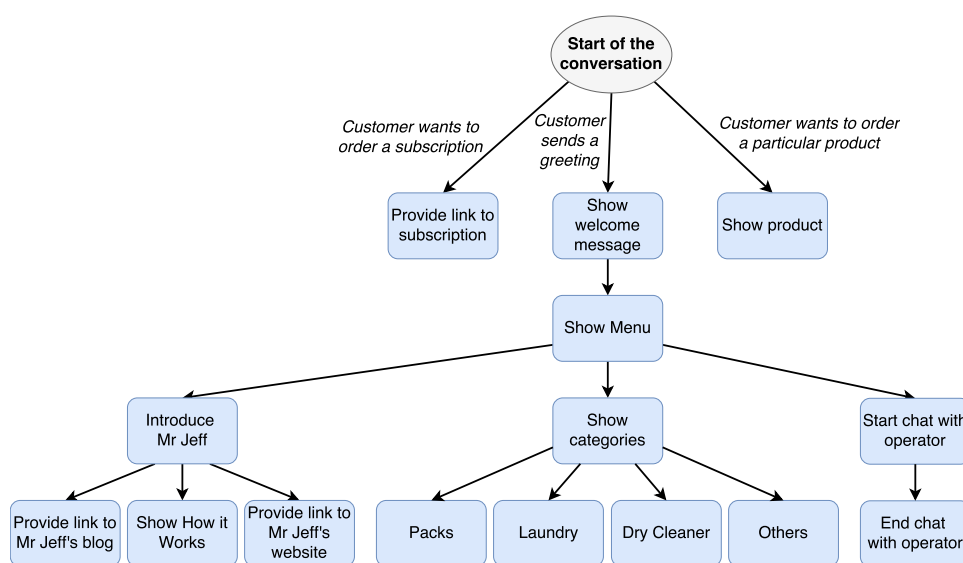 Start of the
conversation
Customer wants to
order a subscription
Customer
sends a
greeting
Customer wants to order
a particular product
Provide link to
subscription
Show
welcome
message
Show product
Show Menu
Introduce
Mr Jeff
Show
categories
Start chat with
operator
Provide link to
Mr Jeff's blog
Show How it
Works
Provide link to
Mr Jeff's
website
Packs
Laundry
Dry Cleaner
Others
End chat
with operator